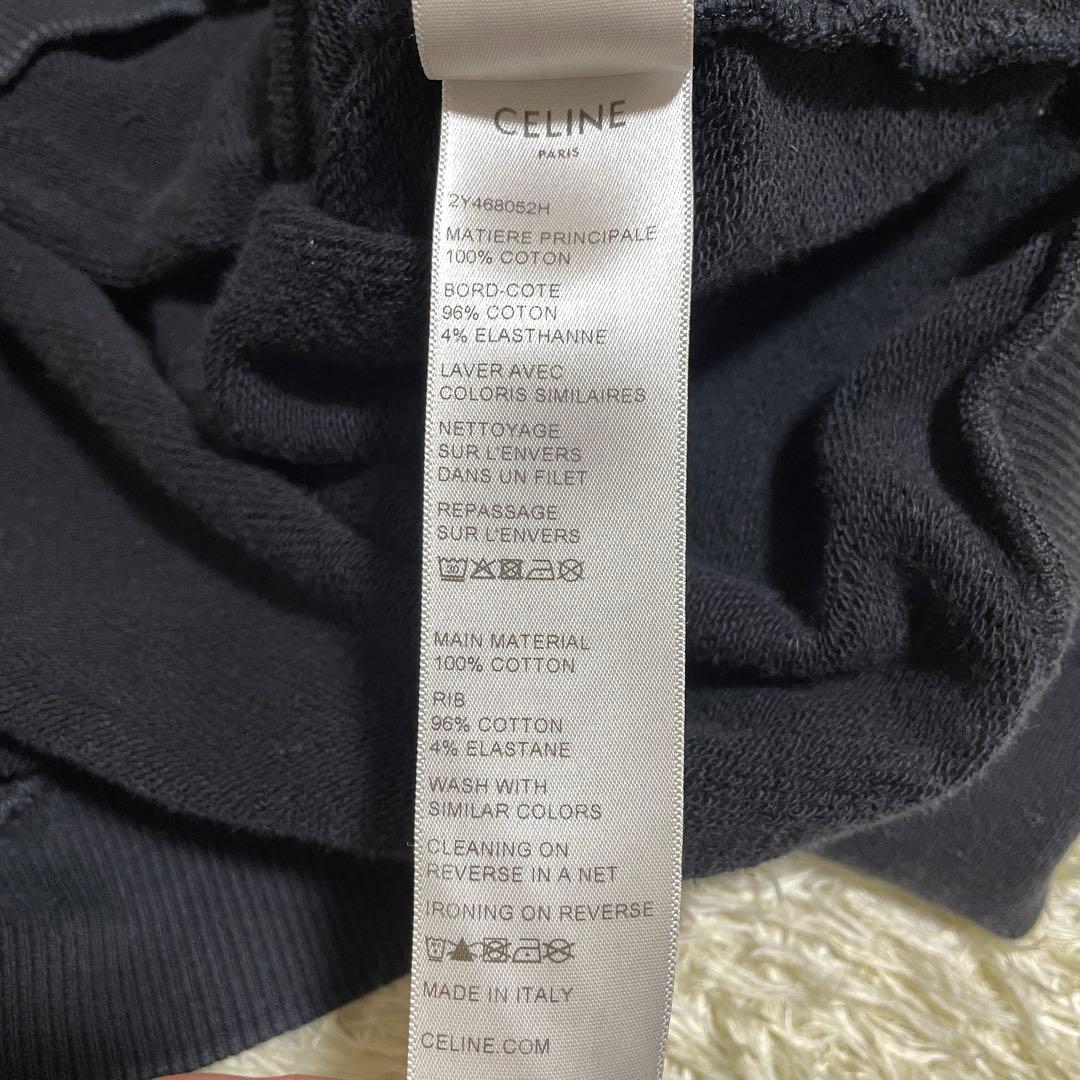 CELINE
PARIS
2Y468052H
MATIERE PRINCIPALE
100% COTON
BORD-COTE
96% COTON
4% ELASTHANNE
LAVER AVEC
COLORIS SIMILAIRES
NETTOYAGE
SUR L'ENVERS
DANS UN FILET
REPASSAGE
SUR L'ENVERS
MAIN MATERIAL
100% COTTON
RIB
96% COTTON
4% ELASTANE
WASH WITH
SIMILAR COLORS
CLEANING ON
REVERSE IN A NET
IRONING ON REVERSE
MADE IN ITALY
CELINE.COM